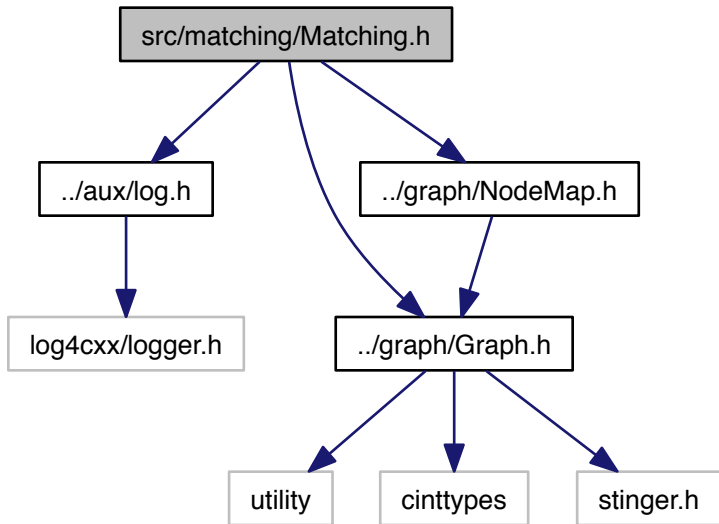 src/matching/Matching.h
../aux/log.h
../graph/NodeMap.h
log4cxx/logger.h
../graph/Graph.h
utility
cinttypes
stinger.h